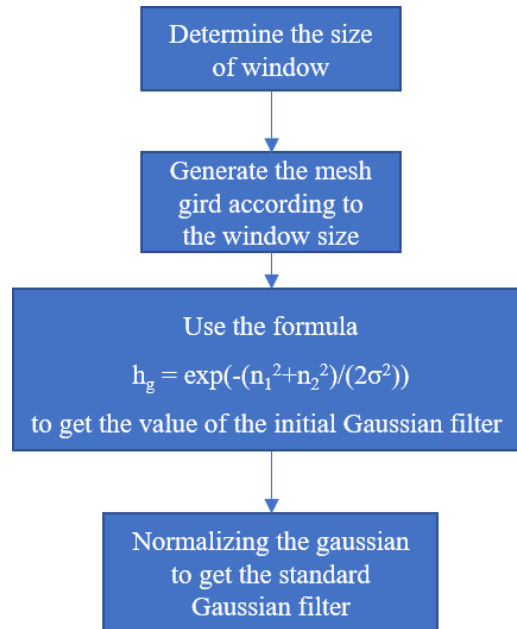 Determine the size
of window
Generate the mesh
gird according to
the window size
Use the formula
h_g = exp(-(n₁²+n₂²)/(2σ²))
to get the value of the initial Gaussian filter
Normalizing the gaussian
to get the standard
Gaussian filter